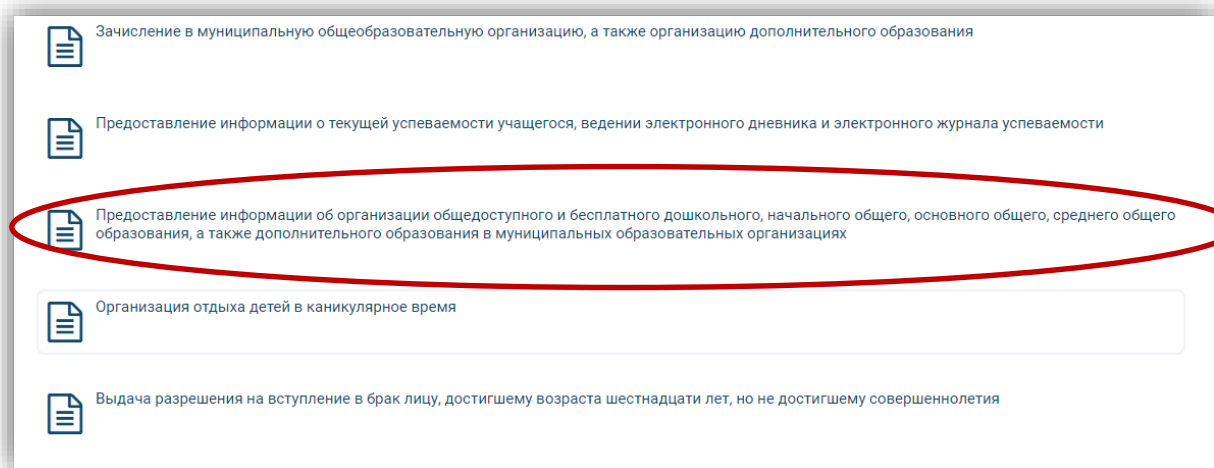 Зачисление в муниципальную общеобразовательную организацию, а также организацию дополнительного образования
Предоставление информации о текущей успеваемости учащегося, ведении электронного дневника и электронного журнала успеваемости
Предоставление информации об организации общедоступного и бесплатного дошкольного, начального общего, основного общего, среднего общего
образования, а также дополнительного образования в муниципальных образовательных организациях
Организация отдыха детей в каникулярное время
Выдача разрешения на вступление в брак лицу, достигшему возраста шестнадцати лет, но не достигшему совершеннолетия